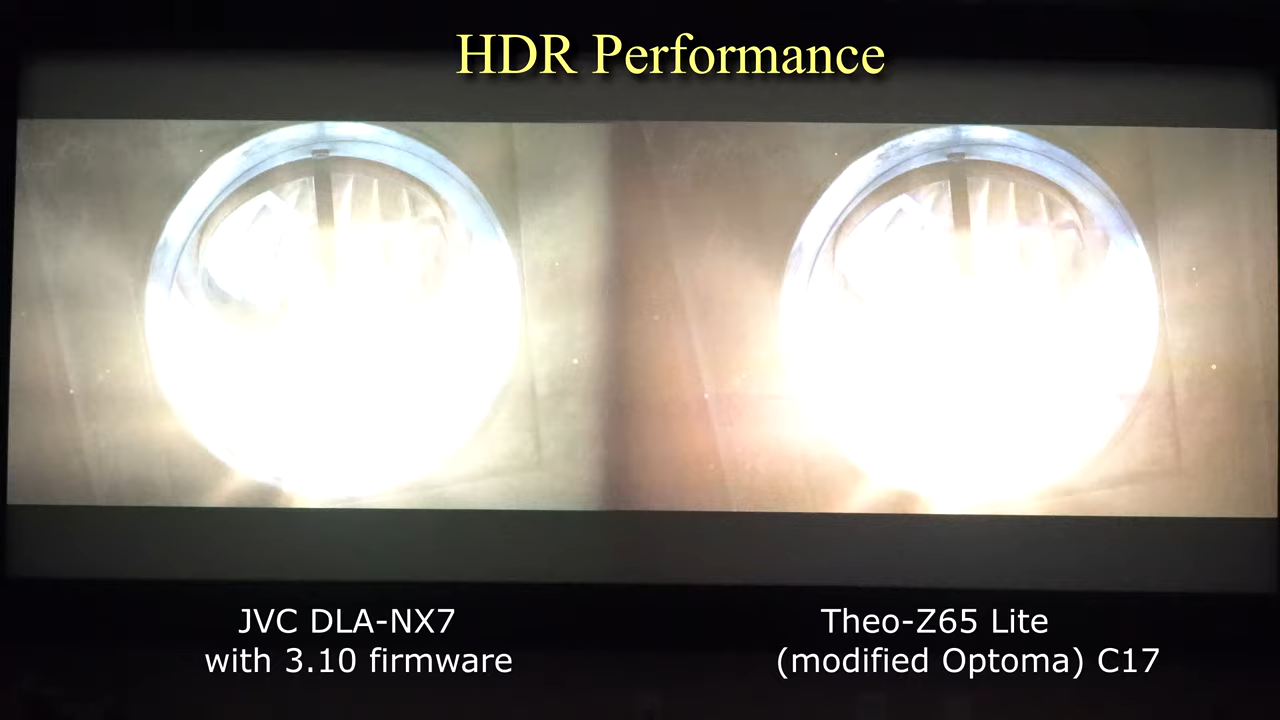 HDR Performance
JVC DLA-NX7
with 3.10 firmware
Theo-Z65 Lite
(modified Optoma) C17